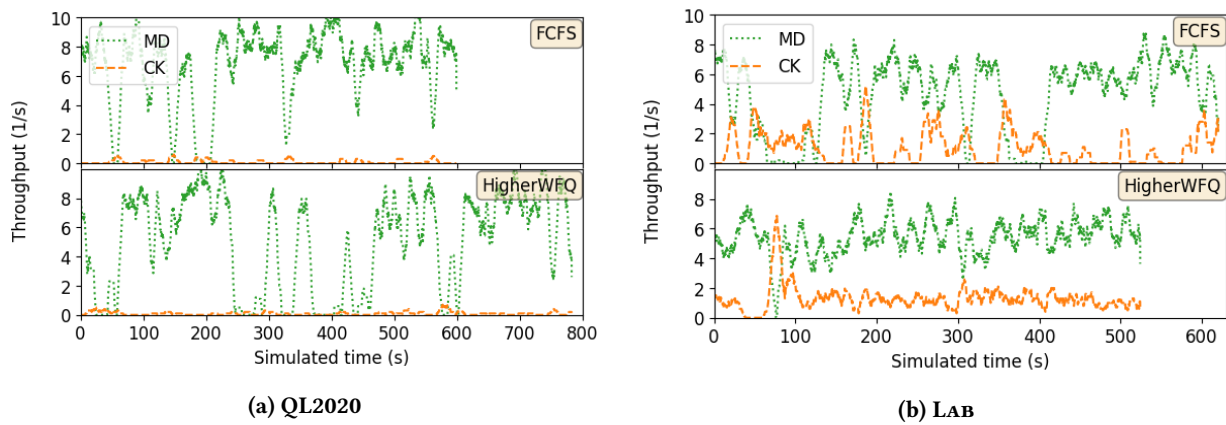 10
8
6
4
2
0
MD
CK
FCFS
8
6
4
2
0
HigherWFQ
0 100 200 300 400 500 600 700 800
Throughput (1/s)
Simulated time (s)
(a) QL2020
8
6
4
2
0
MD
CK
FCFS
8
6
4
2
0
HigherWFQ
0 100 200 300 400 500 600
Throughput (1/s)
Simulated time (s)
(b) LAB